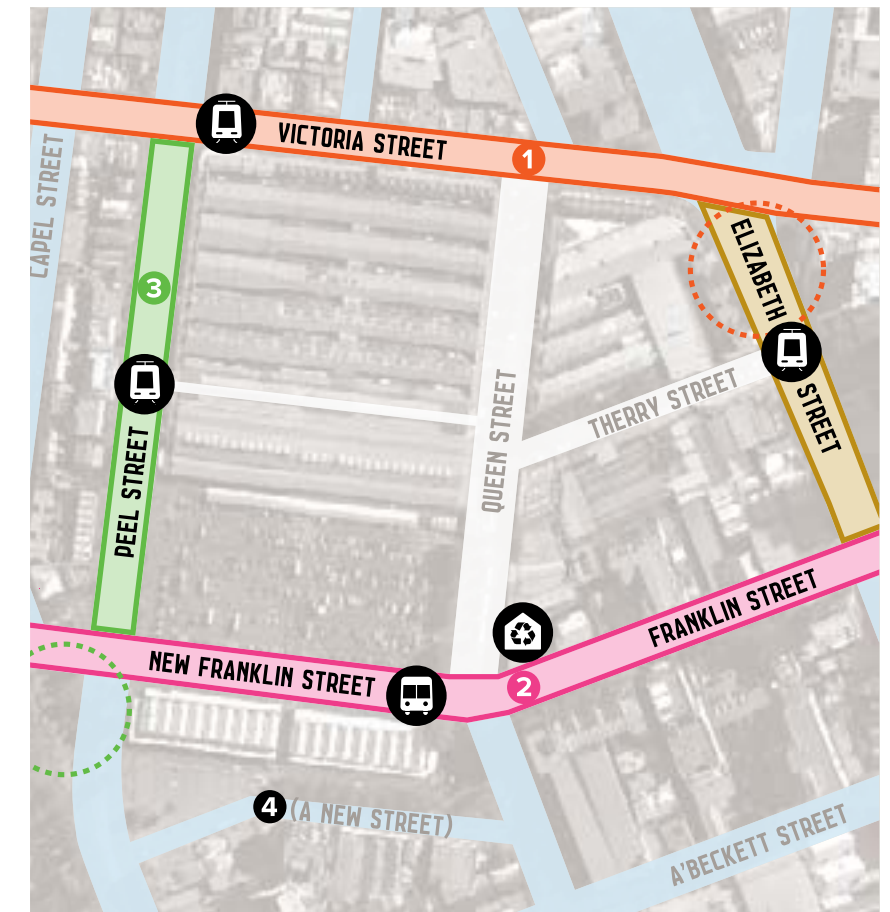 VICTORIA STREET
1
CAPEL STREET
ELIZABETH STREET
3
THERRY STREET
QUEEN STREET
PEEL STREET
FRANKLIN STREET
NEW FRANKLIN STREET
2
4 (A NEW STREET)
A'BECKETT STREET